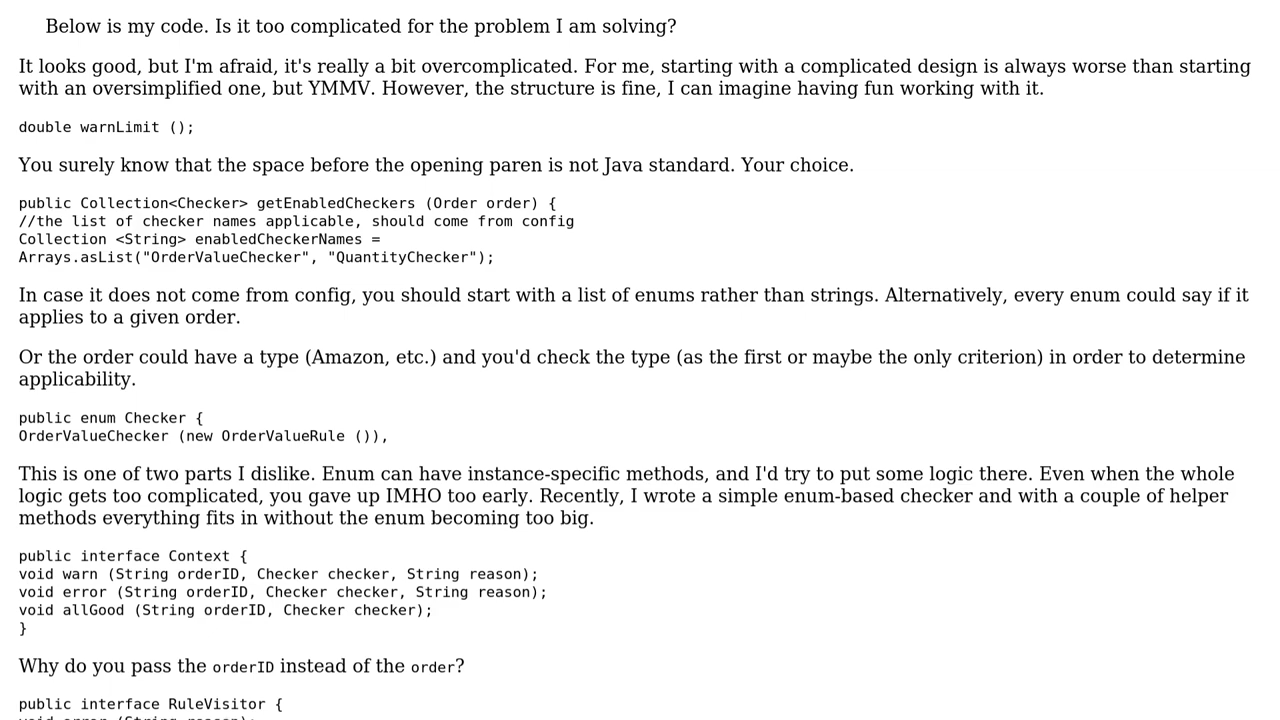 Below is my code. Is it too complicated for the problem I am solving?
It looks good, but I'm afraid, it's really a bit overcomplicated. For me, starting with a complicated design is always worse than starting
with an oversimplified one, but YMMV. However, the structure is fine, I can imagine having fun working with it.
double warnLimit ();
You surely know that the space before the opening paren is not Java standard. Your choice.
public Collection<Checker> getEnabledCheckers (Order order) {
//the list of checker names applicable, should come from config
Collection <String> enabledCheckerNames =
Arrays.asList("OrderValueChecker", "QuantityChecker");
In case it does not come from config, you should start with a list of enums rather than strings. Alternatively, every enum could say if it
applies to a given order.
Or the order could have a type (Amazon, etc.) and you'd check the type (as the first or maybe the only criterion) in order to determine
applicability.
public enum Checker {
OrderValueChecker (new OrderValueRule ()),
This is one of two parts I dislike. Enum can have instance-specific methods, and I'd try to put some logic there. Even when the whole
logic gets too complicated, you gave up IMHO too early. Recently, I wrote a simple enum-based checker and with a couple of helper
methods everything fits in without the enum becoming too big.
public interface Context {
void warn (String orderID, Checker checker, String reason);
void error (String orderID, Checker checker, String reason);
void allGood (String orderID, Checker checker);
}
Why do you pass the orderID instead of the order?
public interface RuleVisitor {
void error (String reason);